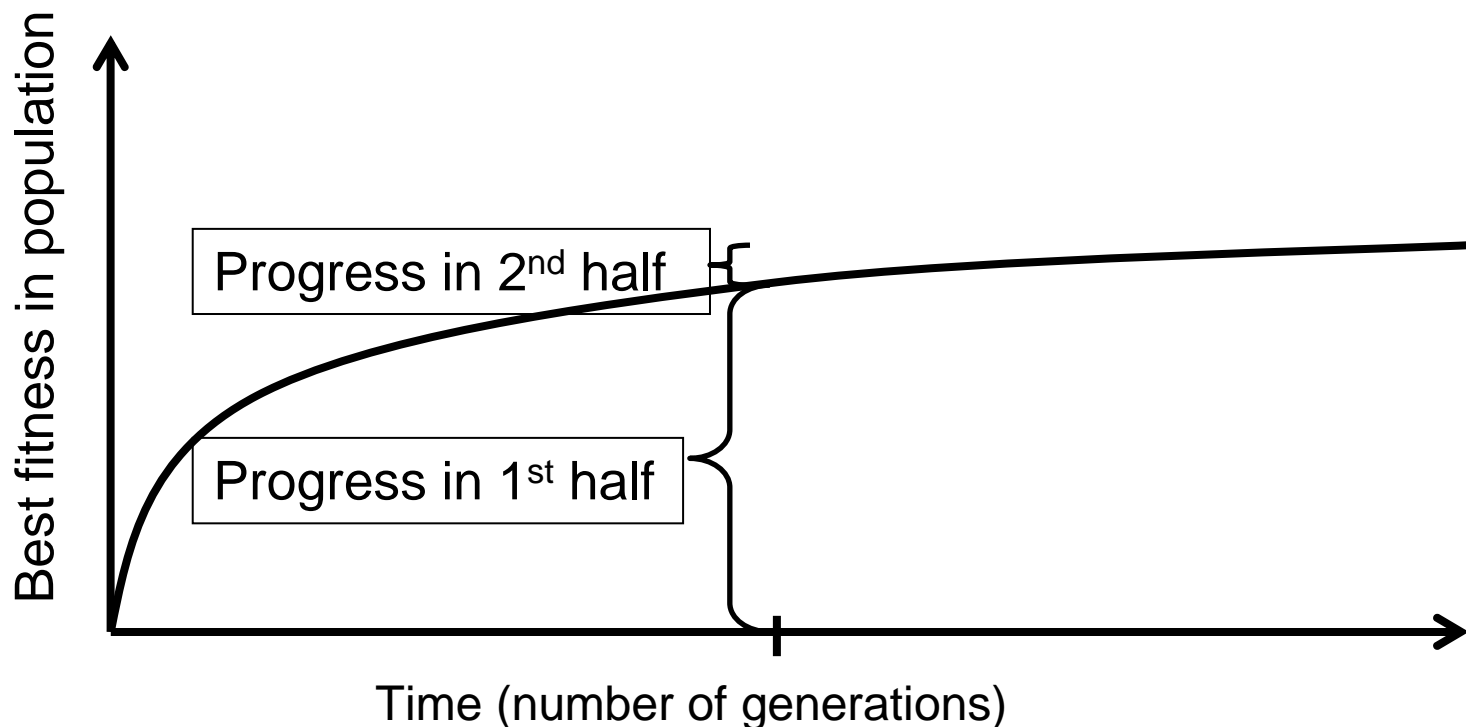 Best fitness in population
Progress in 2nd half
Progress in 1st half
Time (number of generations)